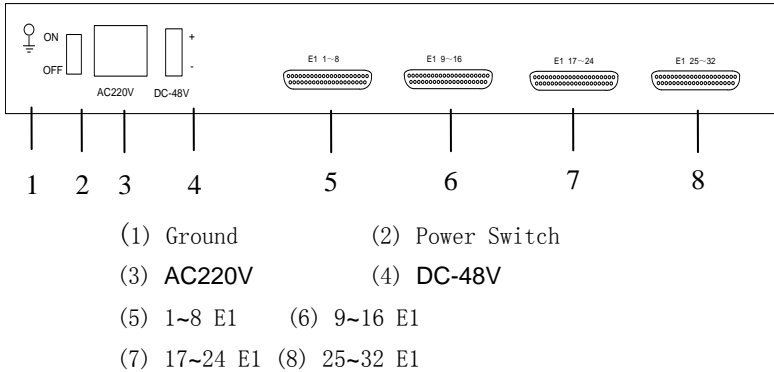 ON
OFF
+
-
AC220V DC-48V
E1 1～8 E1 9～16 E1 17～24 E1 25～32
1 2 3 4 5 6 7 8
(1) Ground (2) Power Switch
(3) AC220V (4) DC-48V
(5) 1~8 E1 (6) 9~16 E1
(7) 17~24 E1 (8) 25~32 E1